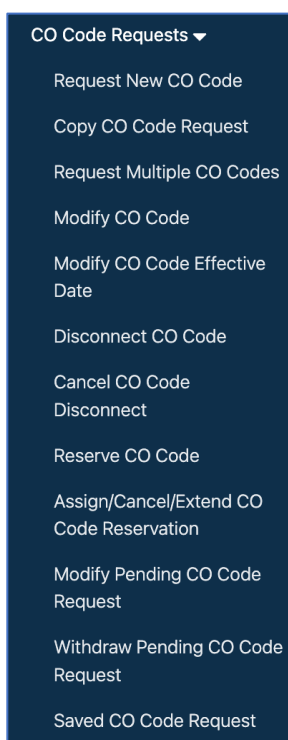 CO Code Requests
Request New CO Code
Copy CO Code Request
Request Multiple CO Codes
Modify CO Code
Modify CO Code Effective
Date
Disconnect CO Code
Cancel CO Code
Disconnect
Reserve CO Code
Assign/Cancel/Extend CO
Code Reservation
Modify Pending CO Code
Request
Withdraw Pending CO Code
Request
Saved CO Code Request